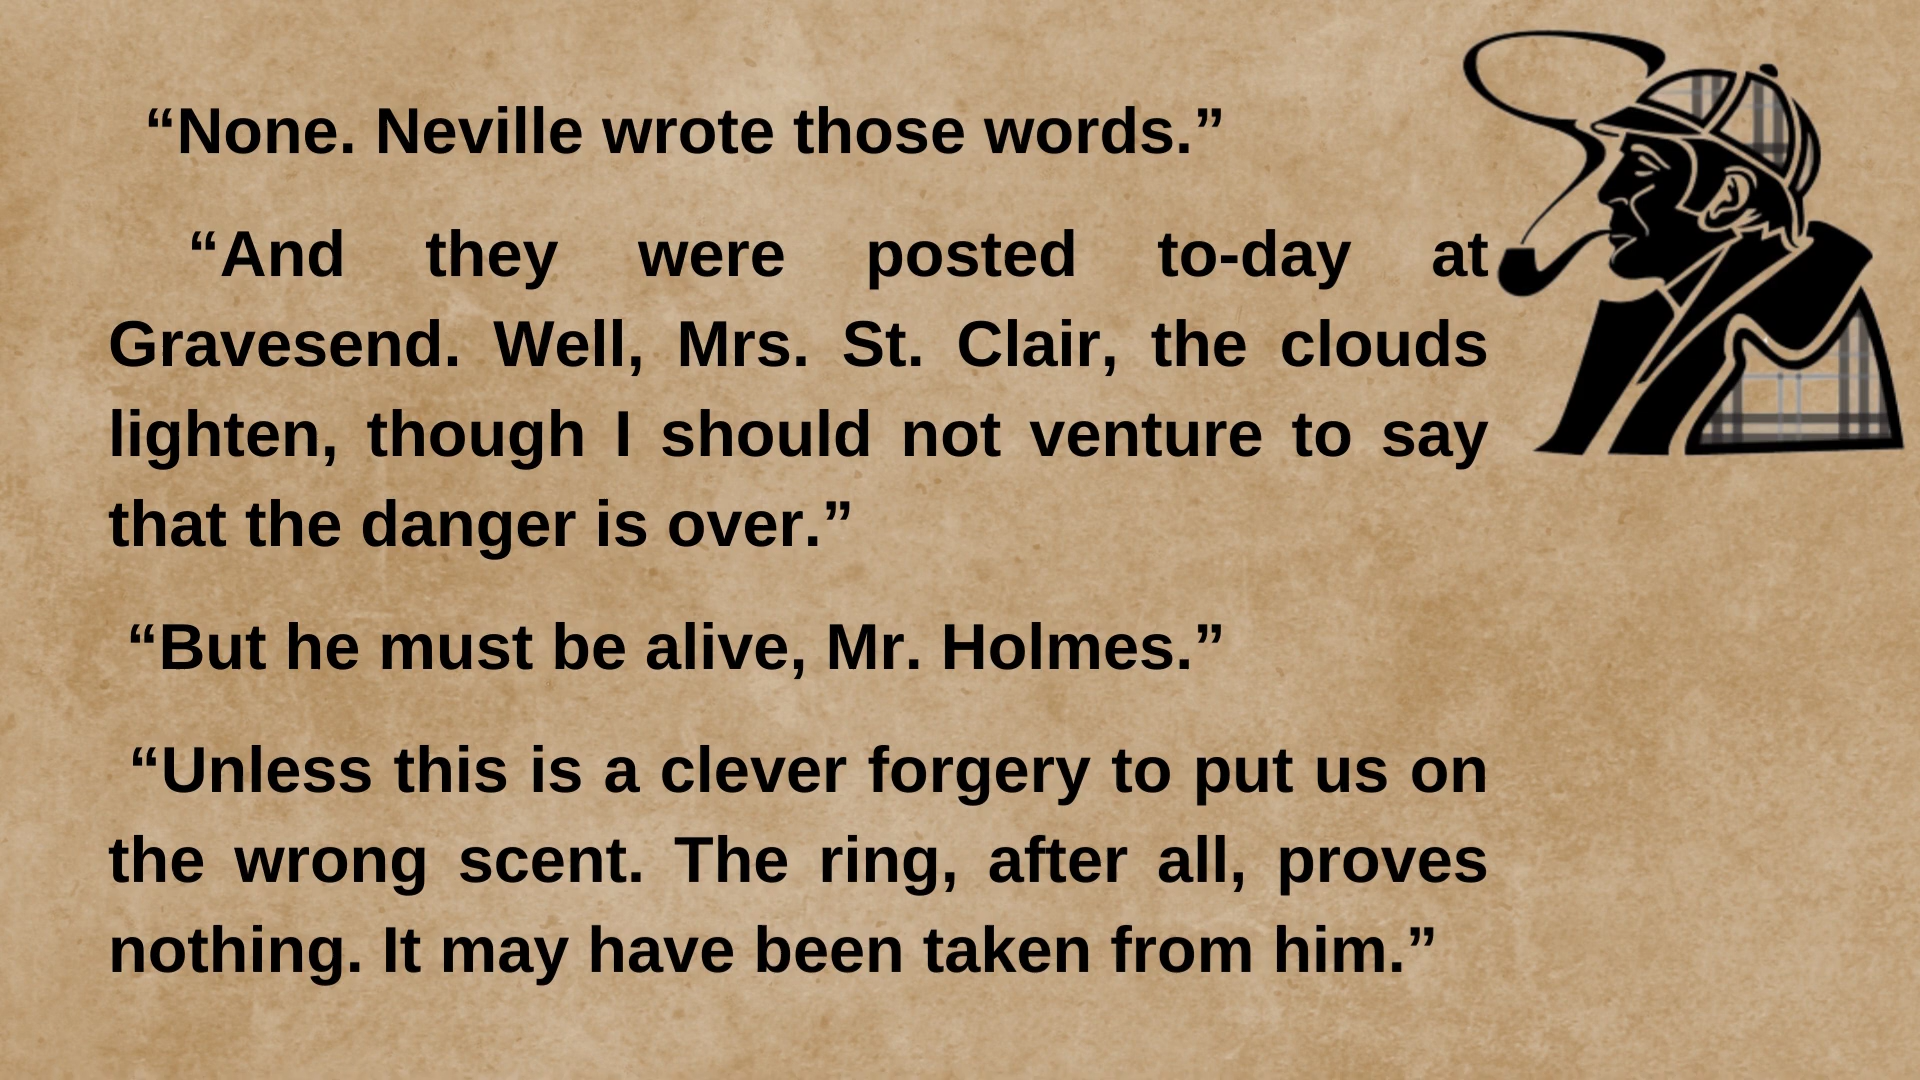 “None. Neville wrote those words.”
“And they were posted to-day at
Gravesend. Well, Mrs. St. Clair, the clouds
lighten, though I should not venture to say
that the danger is over.”
“But he must be alive, Mr. Holmes.”
“Unless this is a clever forgery to put us on
the wrong scent. The ring, after all, proves
nothing. It may have been taken from him.”